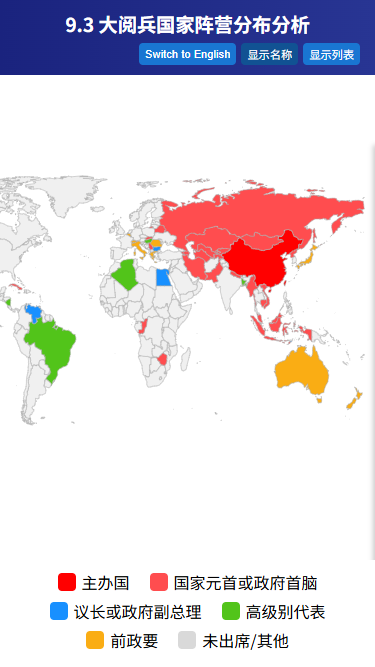 9.3 大阅兵国家阵营分布分析
Switch to English 显示名称 显示列表
主办国 国家元首或政府首脑
议长或政府副总理 高级别代表
前政要 未出席/其他